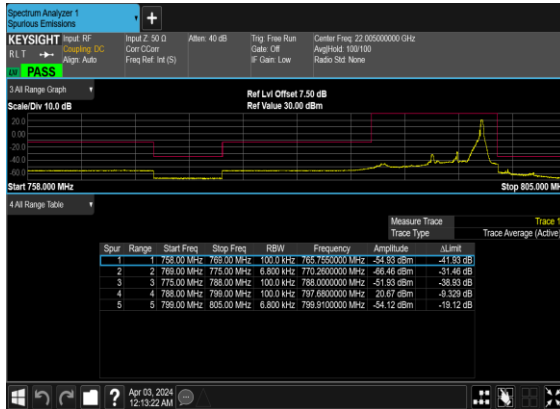 Spectrum Analyzer 1
Spurious Emissions
+
KEYSIGHT Input: RF Input Z: 50 Ω Atten: 40 dB Trig: Free Run Center Freq: 22.005000000 GHz
RLT Coupling: DC Corr CCorr Gate: Off Avg|Hold: 100/100
Align: Auto Freq Ref: Int (S) IF Gain: Low Radio Std: None
LW PASS
3 All Range Graph Ref Lvl Offset 7.50 dB
Scale/Div 10.0 dB Ref Value 30.00 dBm
20.0
0.00
-20.0
-40.0
-60.0
Start 758.000 MHz Stop 805.000 MH
4 All Range Table
Measure Trace Trace 1
Trace Type Trace Average (Active)
Spur Range Start Freq Stop Freq RBW Frequency Amplitude ΔLimit
1 1 758.00 MHz 769.00 MHz 100.0 kHz 765.7550000 MHz -54.93 dBm -41.93 dB
2 2 769.00 MHz 775.00 MHz 6.800 kHz 770.2600000 MHz -66.46 dBm -31.46 dB
3 3 775.00 MHz 788.00 MHz 100.0 kHz 788.0000000 MHz -51.93 dBm -38.93 dB
4 4 788.00 MHz 799.00 MHz 100.0 kHz 797.6800000 MHz 20.67 dBm -9.329 dB
5 5 799.00 MHz 805.00 MHz 6.800 kHz 799.9100000 MHz -54.12 dBm -19.12 dB
? Apr 03, 2024
12:13:22 AM